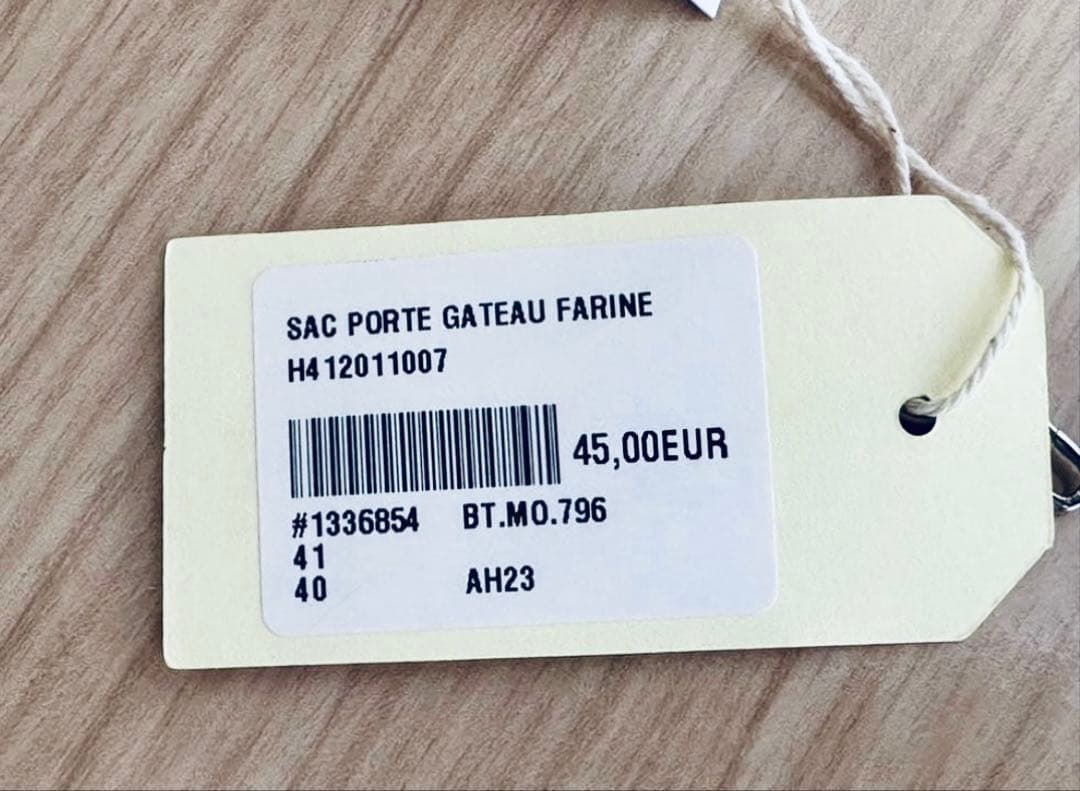 SAC PORTE GATEAU FARINE
H412011007
45,00EUR
#1336854 BT.MO.796
41
40 AH23